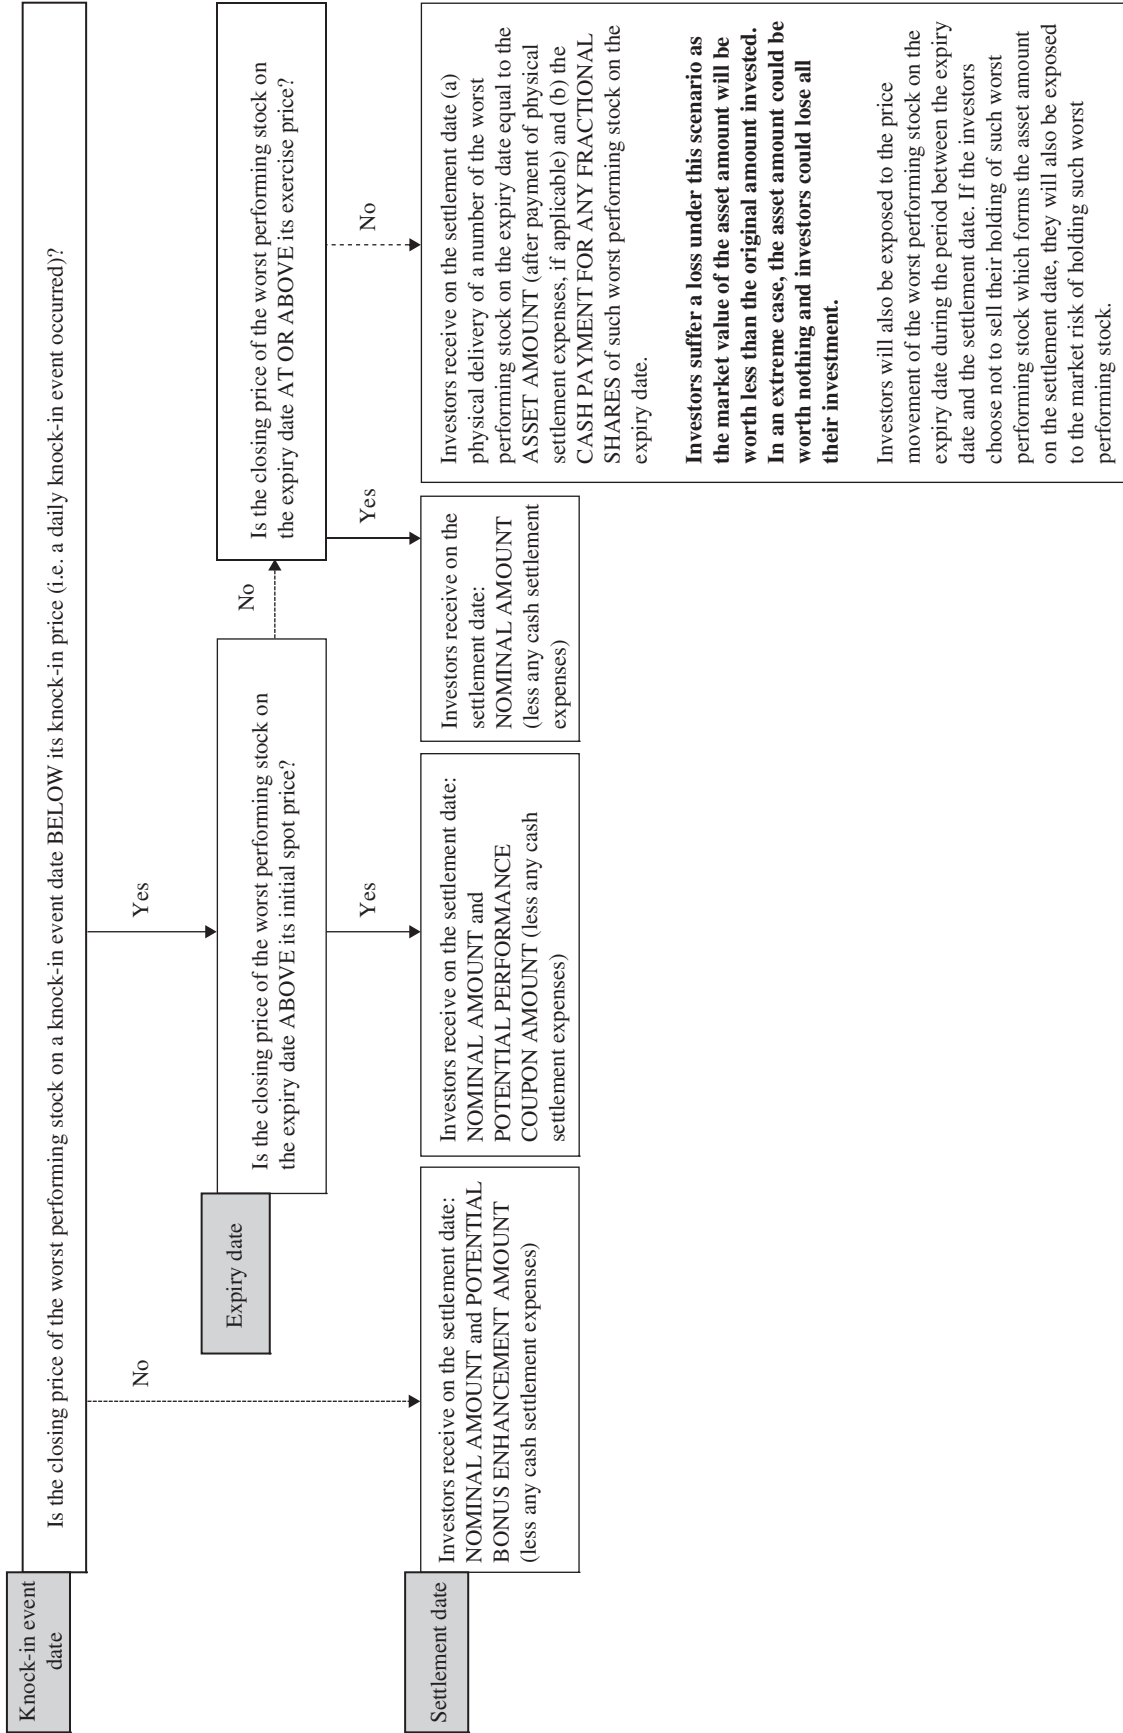 Knock-in event
date
Is the closing price of the worst performing stock on a knock-in event date BELOW its knock-in price (i.e. a daily knock-in event occurred)?
No
Yes
Expiry date
Is the closing price of the worst performing stock on
the expiry date ABOVE its initial spot price?
No
Is the closing price of the worst performing stock on
the expiry date AT OR ABOVE its exercise price?
Yes
Yes
No
Settlement date
Investors receive on the settlement date:
NOMINAL AMOUNT and POTENTIAL
BONUS ENHANCEMENT AMOUNT
(less any cash settlement expenses)
Investors receive on the settlement date:
NOMINAL AMOUNT and
POTENTIAL PERFORMANCE
COUPON AMOUNT (less any cash
settlement expenses)
Investors receive on the
settlement date:
NOMINAL AMOUNT
(less any cash settlement
expenses)
Investors receive on the settlement date (a)
physical delivery of a number of the worst
performing stock on the expiry date equal to the
ASSET AMOUNT (after payment of physical
settlement expenses, if applicable) and (b) the
CASH PAYMENT FOR ANY FRACTIONAL
SHARES of such worst performing stock on the
expiry date.
Investors suffer a loss under this scenario as
the market value of the asset amount will be
worth less than the original amount invested.
In an extreme case, the asset amount could be
worth nothing and investors could lose all
their investment.
Investors will also be exposed to the price
movement of the worst performing stock on the
expiry date during the period between the expiry
date and the settlement date. If the investors
choose not to sell their holding of such worst
performing stock which forms the asset amount
on the settlement date, they will also be exposed
to the market risk of holding such worst
performing stock.